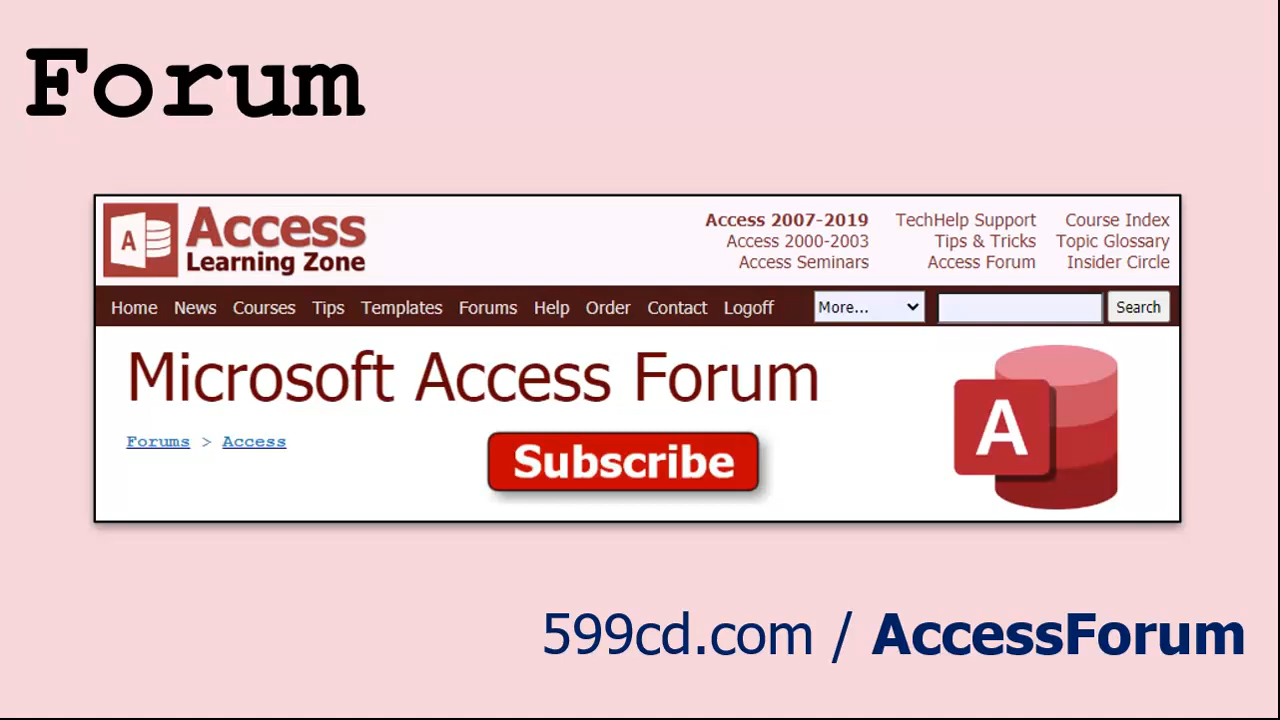 Forum
A
Access
Learning Zone
Access 2007-2019
TechHelp Support
Course Index
Access 2000-2003
Tips & Tricks
Topic Glossary
Access Seminars
Access Forum
Insider Circle
Home News Courses Tips Templates Forums Help Order Contact Logoff More... Search
Microsoft Access Forum
Forums > Access
Subscribe
A
599cd.com / AccessForum